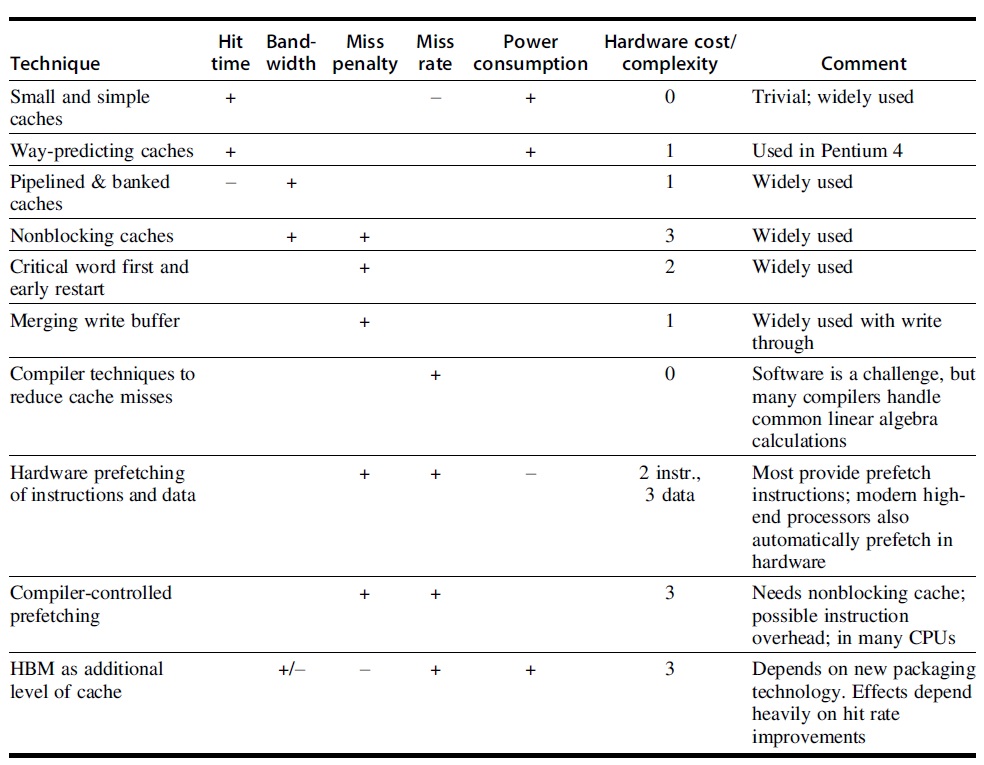 Technique Hit time Band-width Miss penalty Miss rate Power consumption Hardware cost/ complexity Comment
Small and simple caches + – + 0 Trivial; widely used
Way-predicting caches + + 1 Used in Pentium 4
Pipelined & banked caches – + 1 Widely used
Nonblocking caches + + 3 Widely used
Critical word first and early restart + 2 Widely used
Merging write buffer + 1 Widely used with write through
Compiler techniques to reduce cache misses + 0 Software is a challenge, but many compilers handle common linear algebra calculations
Hardware prefetching of instructions and data + + – 2 instr., 3 data Most provide prefetch instructions; modern high-end processors also automatically prefetch in hardware
Compiler-controlled prefetching + + 3 Needs nonblocking cache; possible instruction overhead; in many CPUs
HBM as additional level of cache +/– – + + 3 Depends on new packaging technology. Effects depend heavily on hit rate improvements